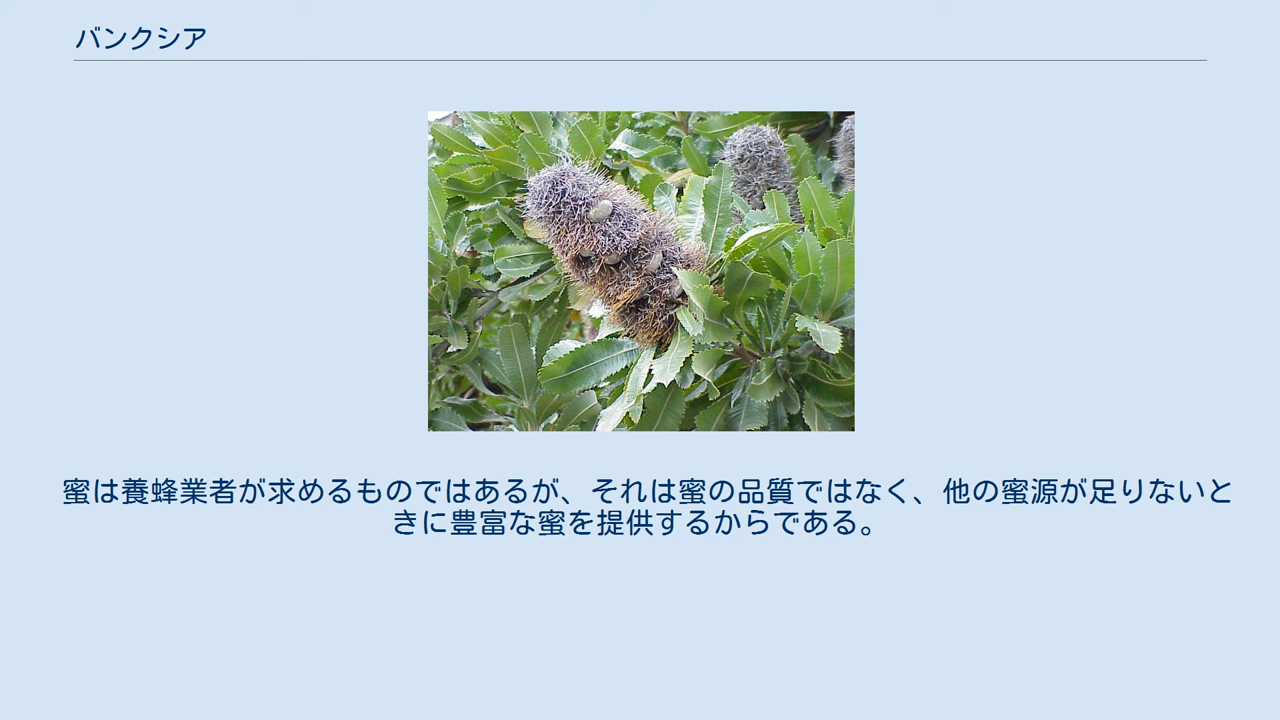 バンクシア
蜜は養蜂業者が求めるものではあるが、それは蜜の品質ではなく、他の蜜源が足りないと
きに豊富な蜜を提供するからである。